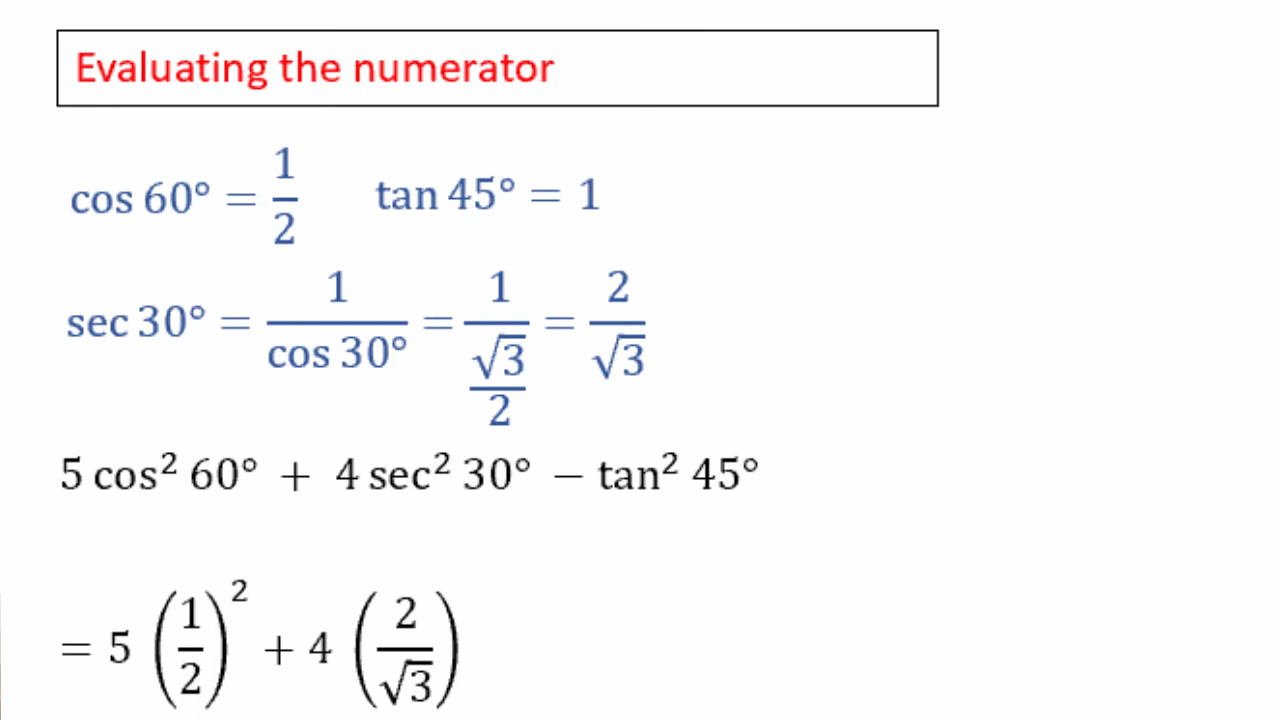 Evaluating the numerator
cos 60° = 1/2    tan 45° = 1
sec 30° = 1/cos 30° = 1/(√3/2) = 2/√3
5 cos² 60° + 4 sec² 30° − tan² 45°
= 5 (1/2)² + 4 (2/√3)